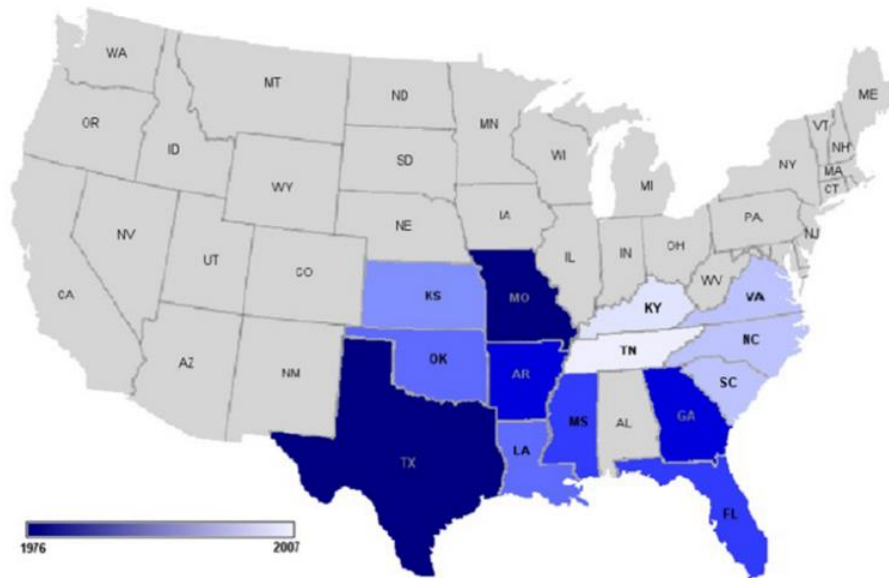 WA
MT
ND
MN
ME
OR
ID
SD
WI
VT
NH
NY
MA
CT
WY
MI
IA
NE
PA
NJ
NV
UT
CO
IL
IN
OH
WV
CA
KS
MO
KY
VA
NC
TN
AZ
NM
OK
AR
SC
MS
AL
GA
LA
TX
FL
1976 2007